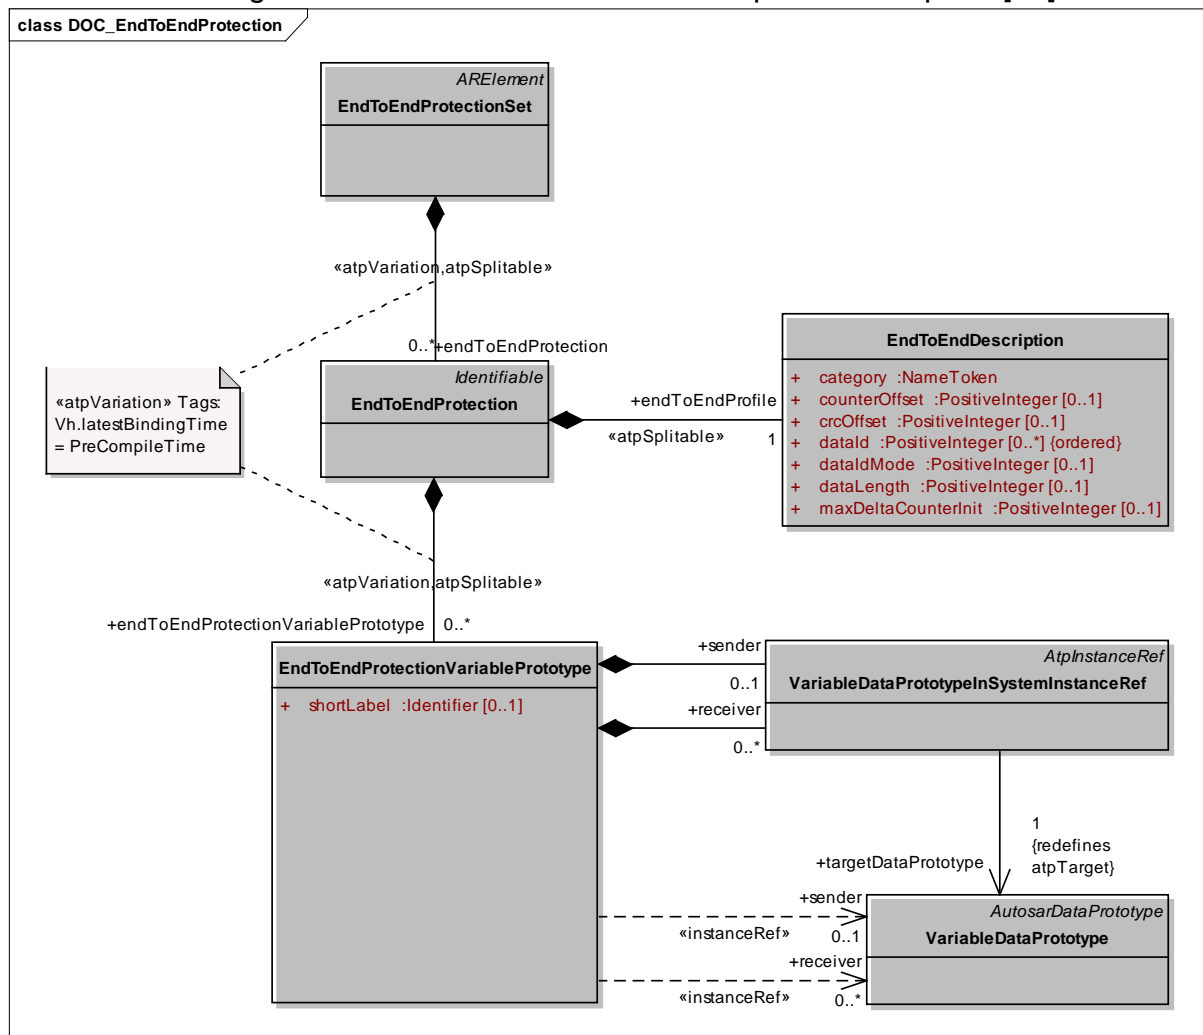 class DOC_EndToEndProtection
ARElement
EndToEndProtectionSet
«atpVariation,atpSplitable»
0..*
+endToEndProtection
Identifiable
EndToEndProtection
«atpVariation» Tags:
Vh.latestBindingTime
= PreCompileTime
+endToEndProfile
«atpSplitable»
1
EndToEndDescription
+ category :NameToken
+ counterOffset :PositiveInteger [0..1]
+ crcOffset :PositiveInteger [0..1]
+ dataId :PositiveInteger [0..*] {ordered}
+ dataIdMode :PositiveInteger [0..1]
+ dataLength :PositiveInteger [0..1]
+ maxDeltaCounterInit :PositiveInteger [0..1]
«atpVariation,atpSplitable»
+endToEndProtectionVariablePrototype
0..*
EndToEndProtectionVariablePrototype
+ shortLabel :Identifier [0..1]
+sender
0..1
+receiver
0..*
AtpInstanceRef
VariableDataPrototypeInSystemInstanceRef
1
{redefines
atpTarget}
+targetDataPrototype
+sender
«instanceRef»
0..1
+receiver
«instanceRef»
0..*
AutosarDataPrototype
VariableDataPrototype